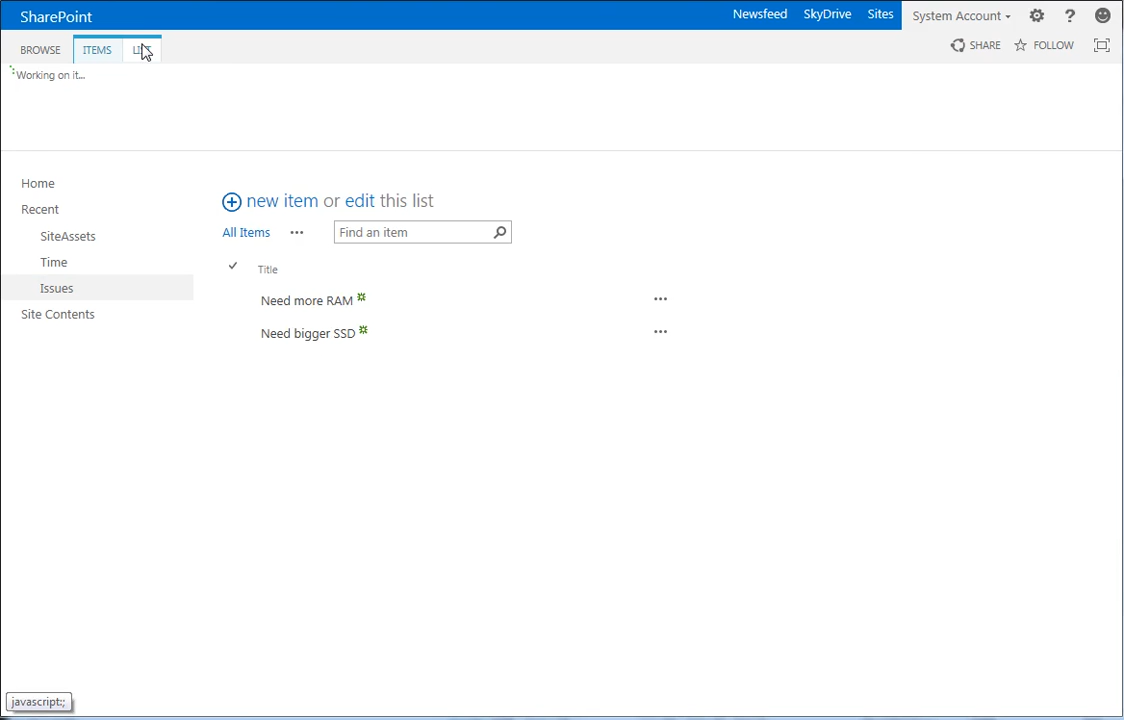 SharePoint
Newsfeed SkyDrive Sites System Account ?
BROWSE ITEMS
SHARE FOLLOW
Working on it...
Home
Recent
SiteAssets
Time
Issues
Site Contents
new item or edit this list
All Items ... Find an item
Title
Need more RAM ...
Need bigger SSD ...
javascript:;